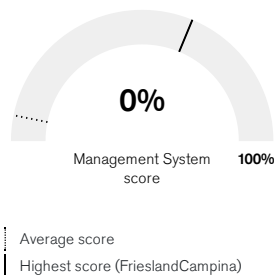 0%
Management System 100%
score
Average score
Highest score (FrieslandCampina)